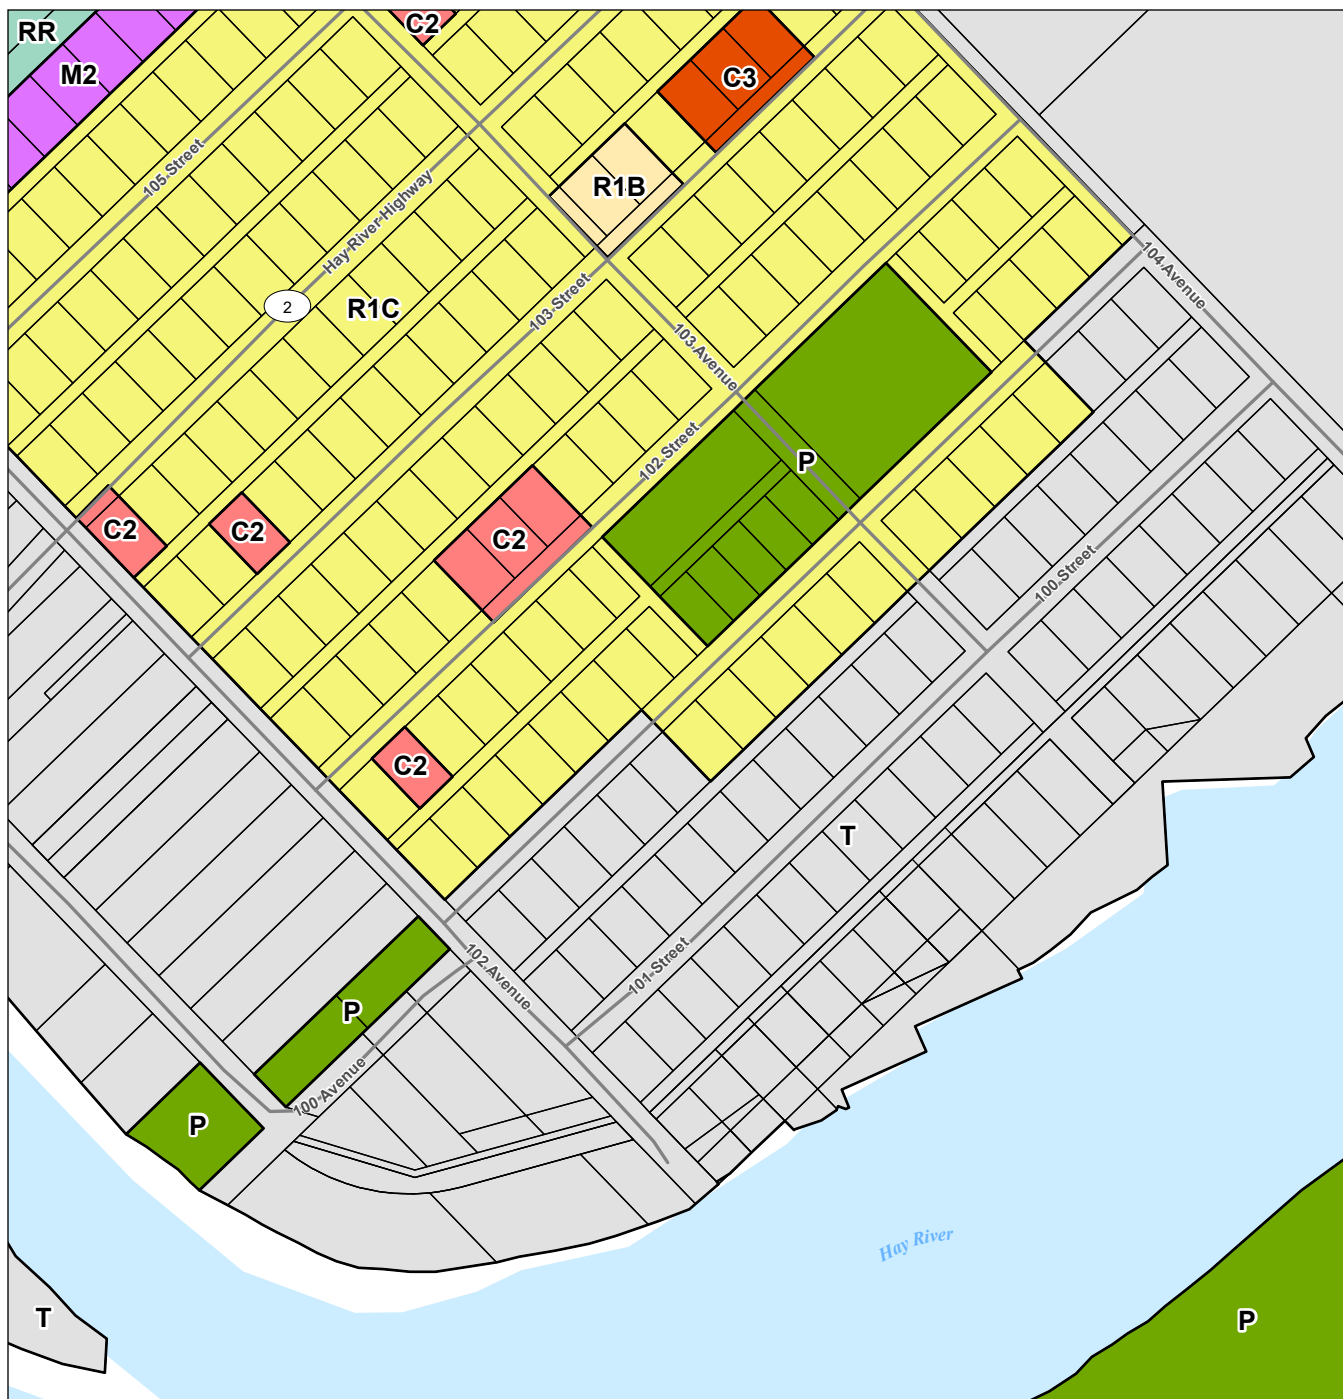 C2
RR
M2
C3
105 Street
R1B
Hay River Highway
104 Avenue
2
R1C
103 Street
103 Avenue
102 Street
P
C2
C2
C2
100 Street
C2
T
102 Avenue
101 Street
P
100 Avenue
P
Hay River
T
P